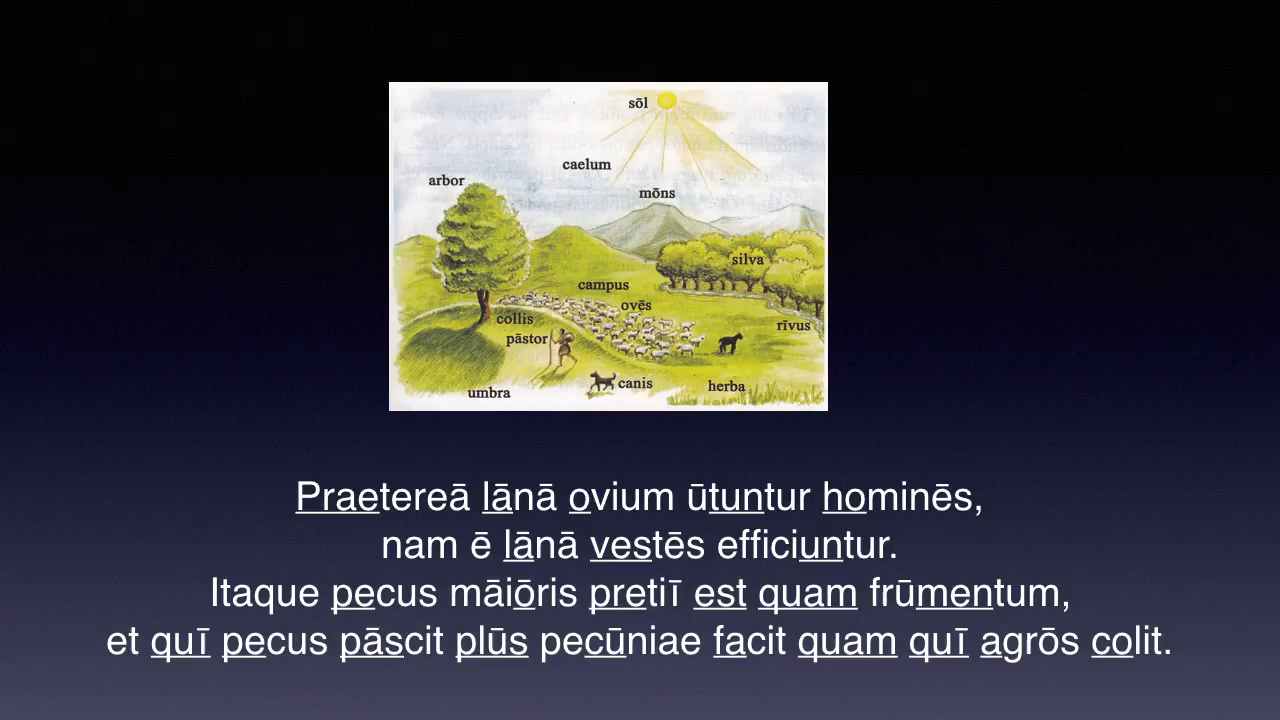 sōl
caelum
arbor
mōns
silva
campus
ovēs
collis
rīvus
pāstor
canis
herba
umbra
Praetereā lānā ovium ūtuntur hominēs,
nam ē lānā vestēs efficiuntur.
Itaque pecus māiōris pretiī est quam frūmentum,
et quī pecus pāscit plūs pecūniae facit quam quī agrōs colit.